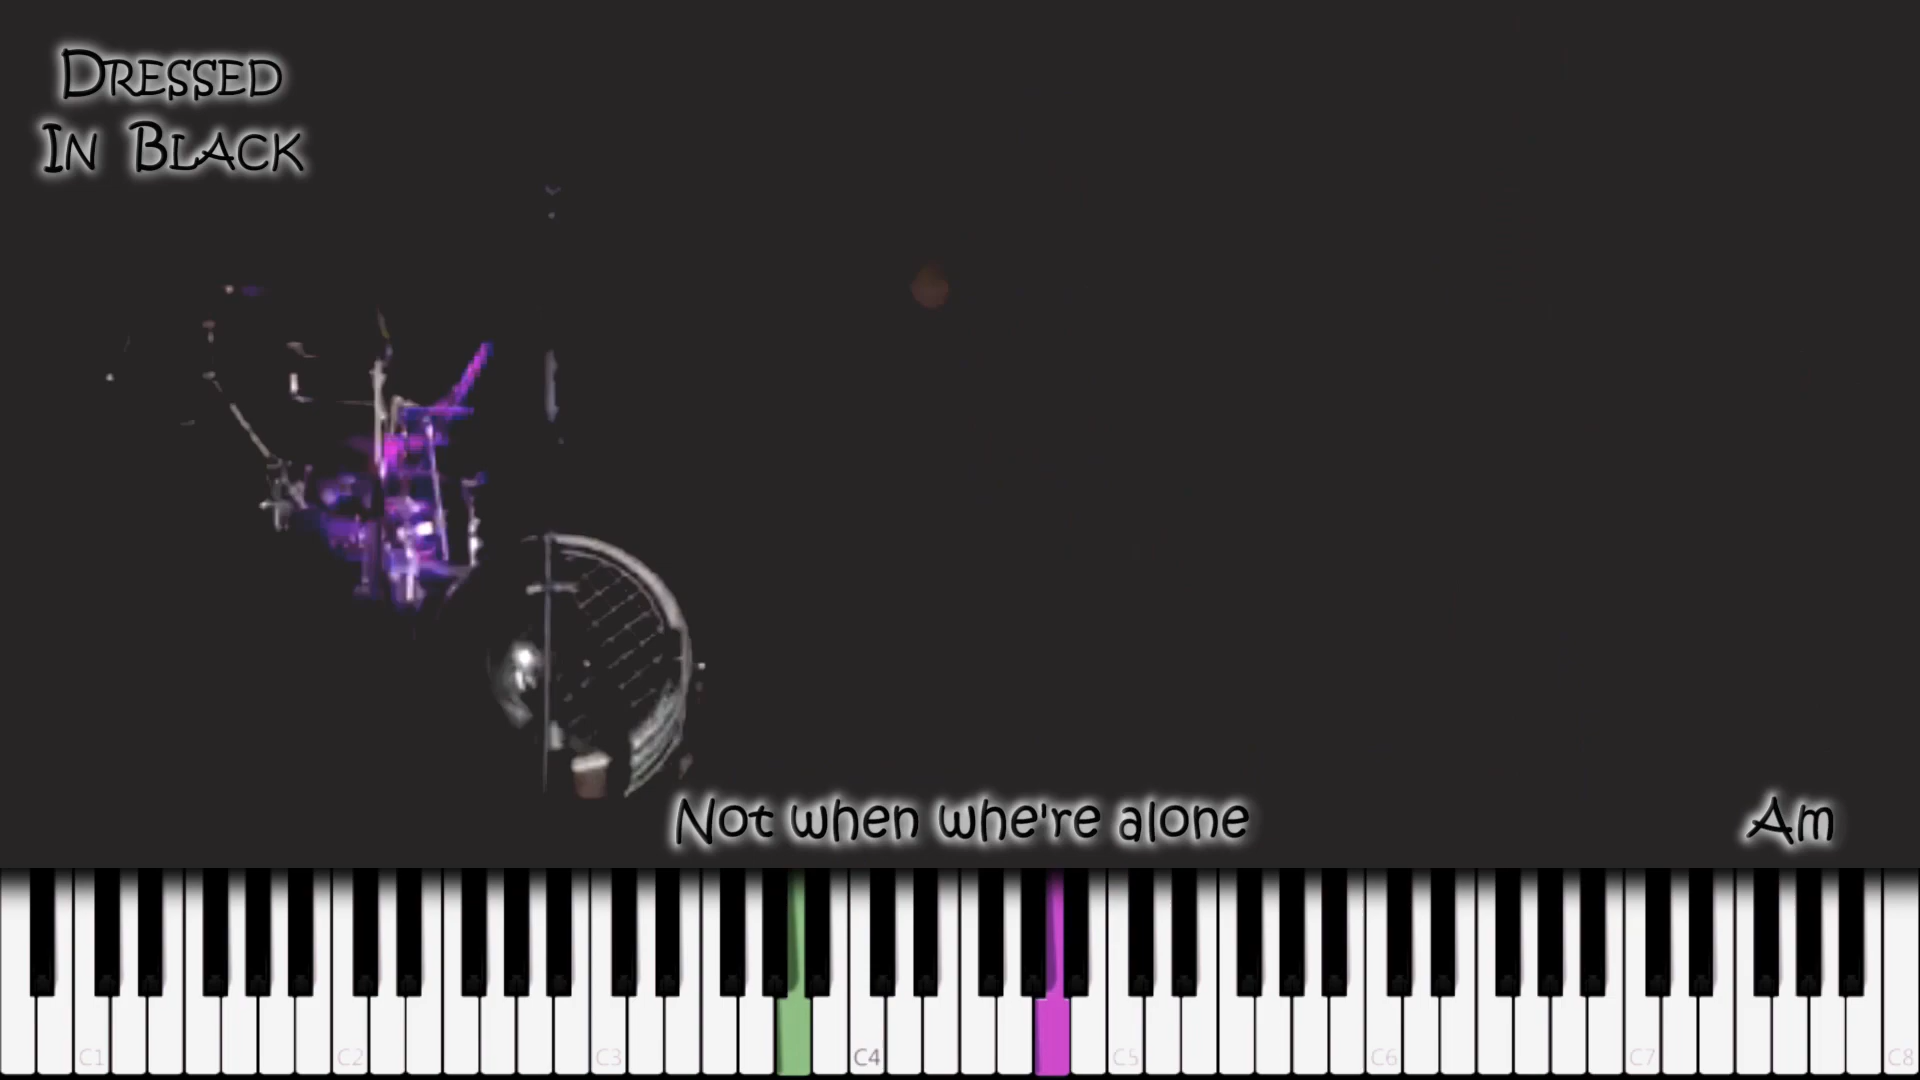 Dressed
In Black
Not when whe're alone
Am
C1 C2 C3 C4 C5 C6 C7 C8